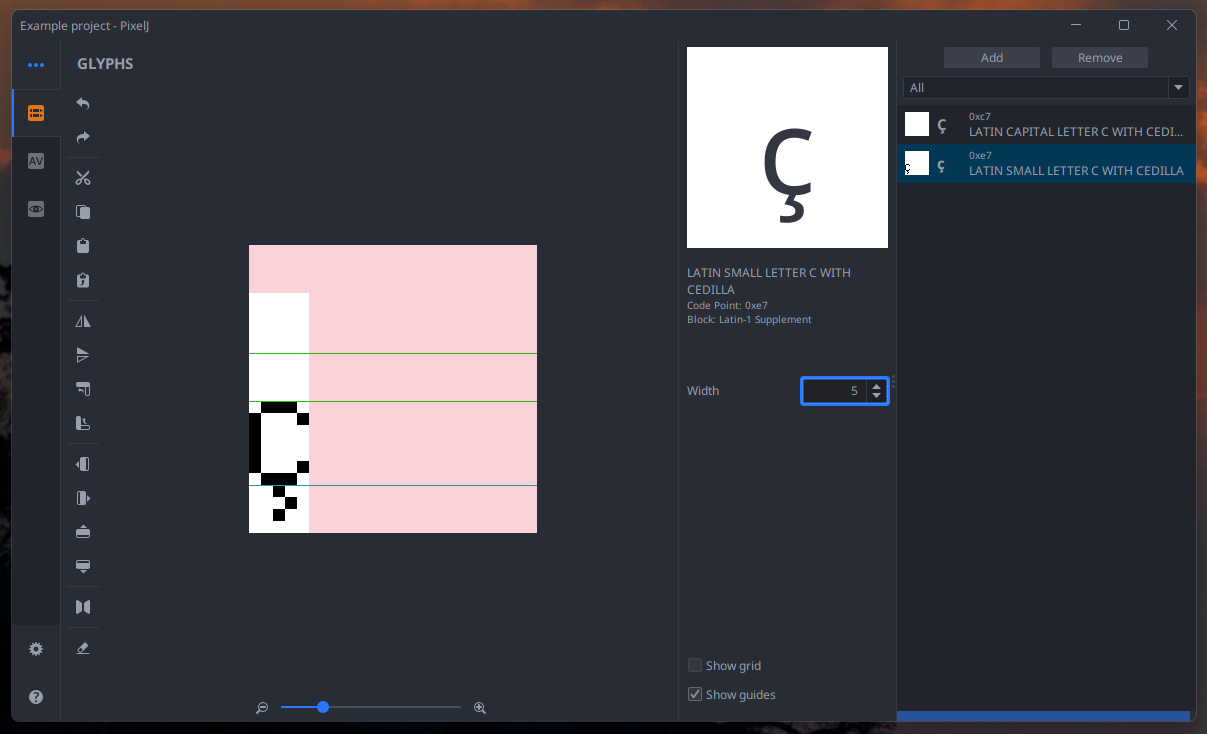 Example project - PixelJ
GLYPHS
AV
ç
LATIN SMALL LETTER C WITH
CEDILLA
Code Point: 0xe7
Block: Latin-1 Supplement
Width
5
Show grid
Show guides
Add
Remove
All
Ç
0xc7
LATIN CAPITAL LETTER C WITH CEDI...
ç
0xe7
LATIN SMALL LETTER C WITH CEDILLA